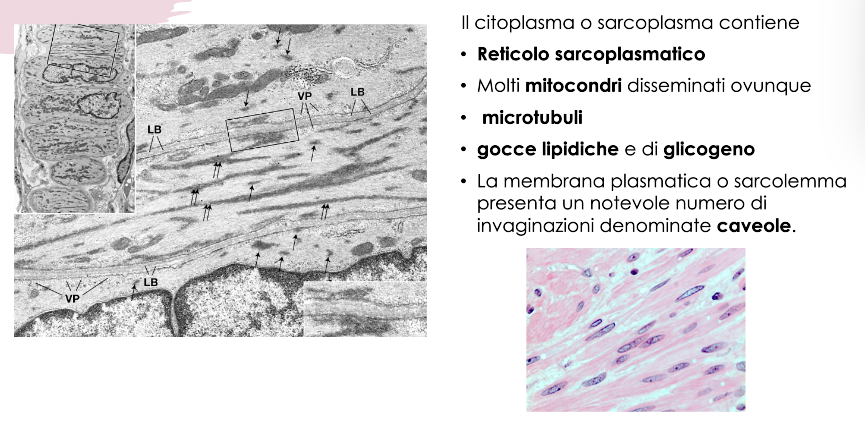 Il citoplasma o sarcoplasma contiene
• Reticolo sarcoplasmatico
• Molti mitocondri disseminati ovunque
• microtubuli
• gocce lipidiche e di glicogeno
• La membrana plasmatica o sarcolemma
presenta un notevole numero di
invaginazioni denominate caveole.
VP
LB
LB
LB
VP